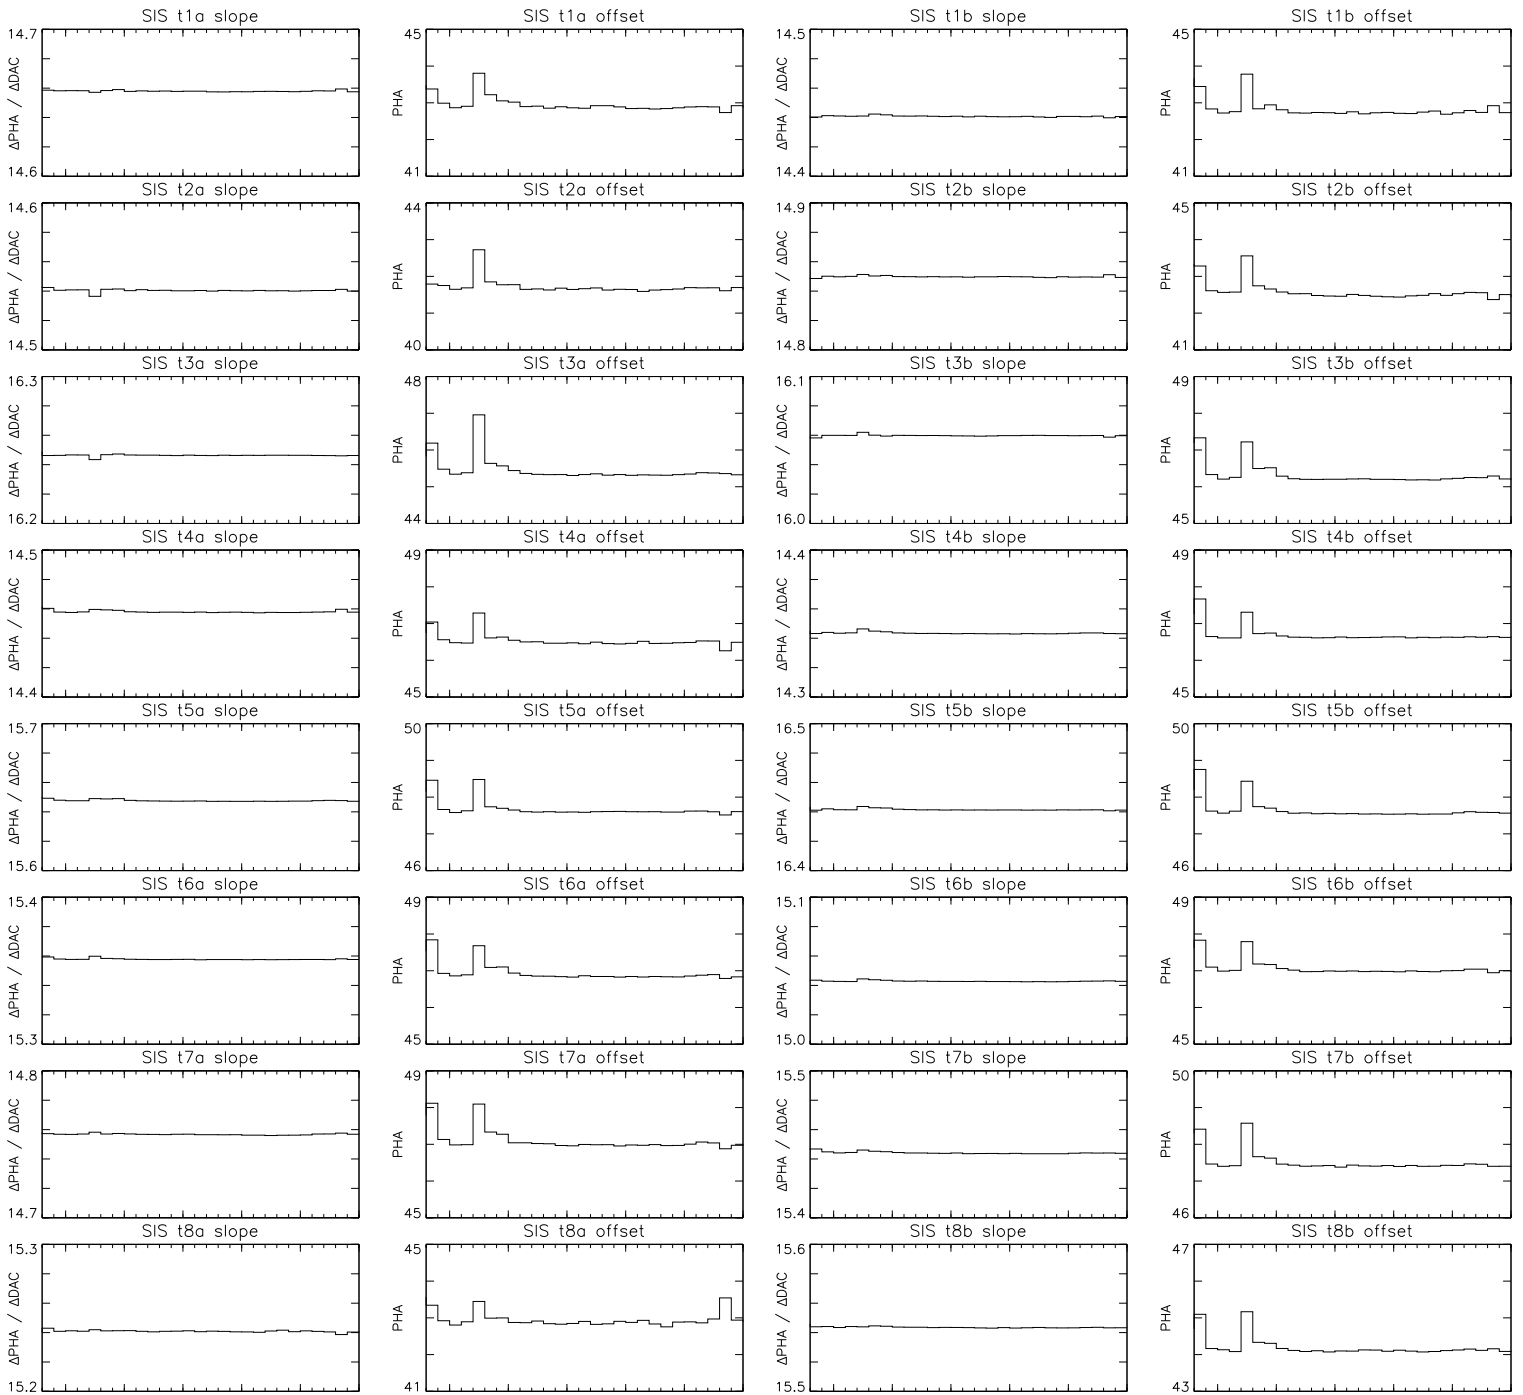 SIS t1a slope
14.7
ΔPHA / ΔDAC
14.6
SIS t1a offset
45
PHA
41
SIS t1b slope
14.5
ΔPHA / ΔDAC
14.4
SIS t1b offset
45
PHA
41
SIS t2a slope
14.6
ΔPHA / ΔDAC
14.5
SIS t2a offset
44
PHA
40
SIS t2b slope
14.9
ΔPHA / ΔDAC
14.8
SIS t2b offset
45
PHA
41
SIS t3a slope
16.3
ΔPHA / ΔDAC
16.2
SIS t3a offset
48
PHA
44
SIS t3b slope
16.1
ΔPHA / ΔDAC
16.0
SIS t3b offset
49
PHA
45
SIS t4a slope
14.5
ΔPHA / ΔDAC
14.4
SIS t4a offset
49
PHA
45
SIS t4b slope
14.4
ΔPHA / ΔDAC
14.3
SIS t4b offset
49
PHA
45
SIS t5a slope
15.7
ΔPHA / ΔDAC
15.6
SIS t5a offset
50
PHA
46
SIS t5b slope
16.5
ΔPHA / ΔDAC
16.4
SIS t5b offset
50
PHA
46
SIS t6a slope
15.4
ΔPHA / ΔDAC
15.3
SIS t6a offset
49
PHA
45
SIS t6b slope
15.1
ΔPHA / ΔDAC
15.0
SIS t6b offset
49
PHA
45
SIS t7a slope
14.8
ΔPHA / ΔDAC
14.7
SIS t7a offset
49
PHA
45
SIS t7b slope
15.5
ΔPHA / ΔDAC
15.4
SIS t7b offset
50
PHA
46
SIS t8a slope
15.3
ΔPHA / ΔDAC
15.2
SIS t8a offset
45
PHA
41
SIS t8b slope
15.6
ΔPHA / ΔDAC
15.5
SIS t8b offset
47
PHA
43